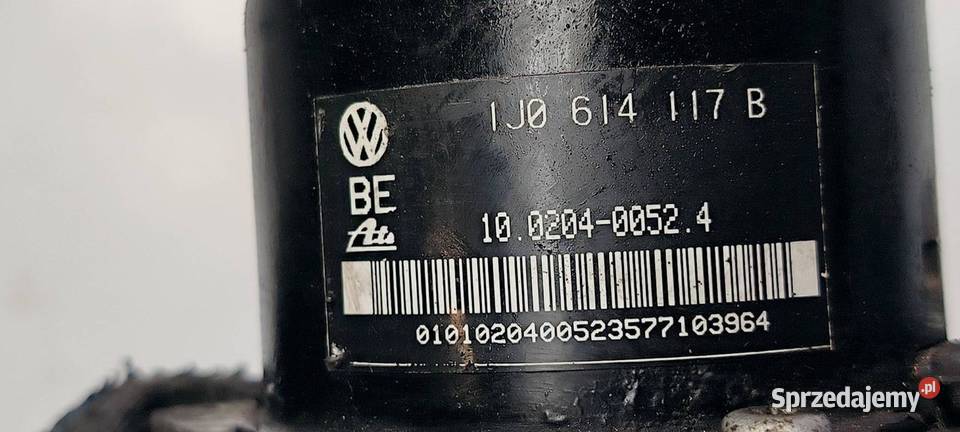 1J0 614 117 B
BE
Ate
10.0204-0052.4
0101020400523577103964
Sprzedajemy.pl